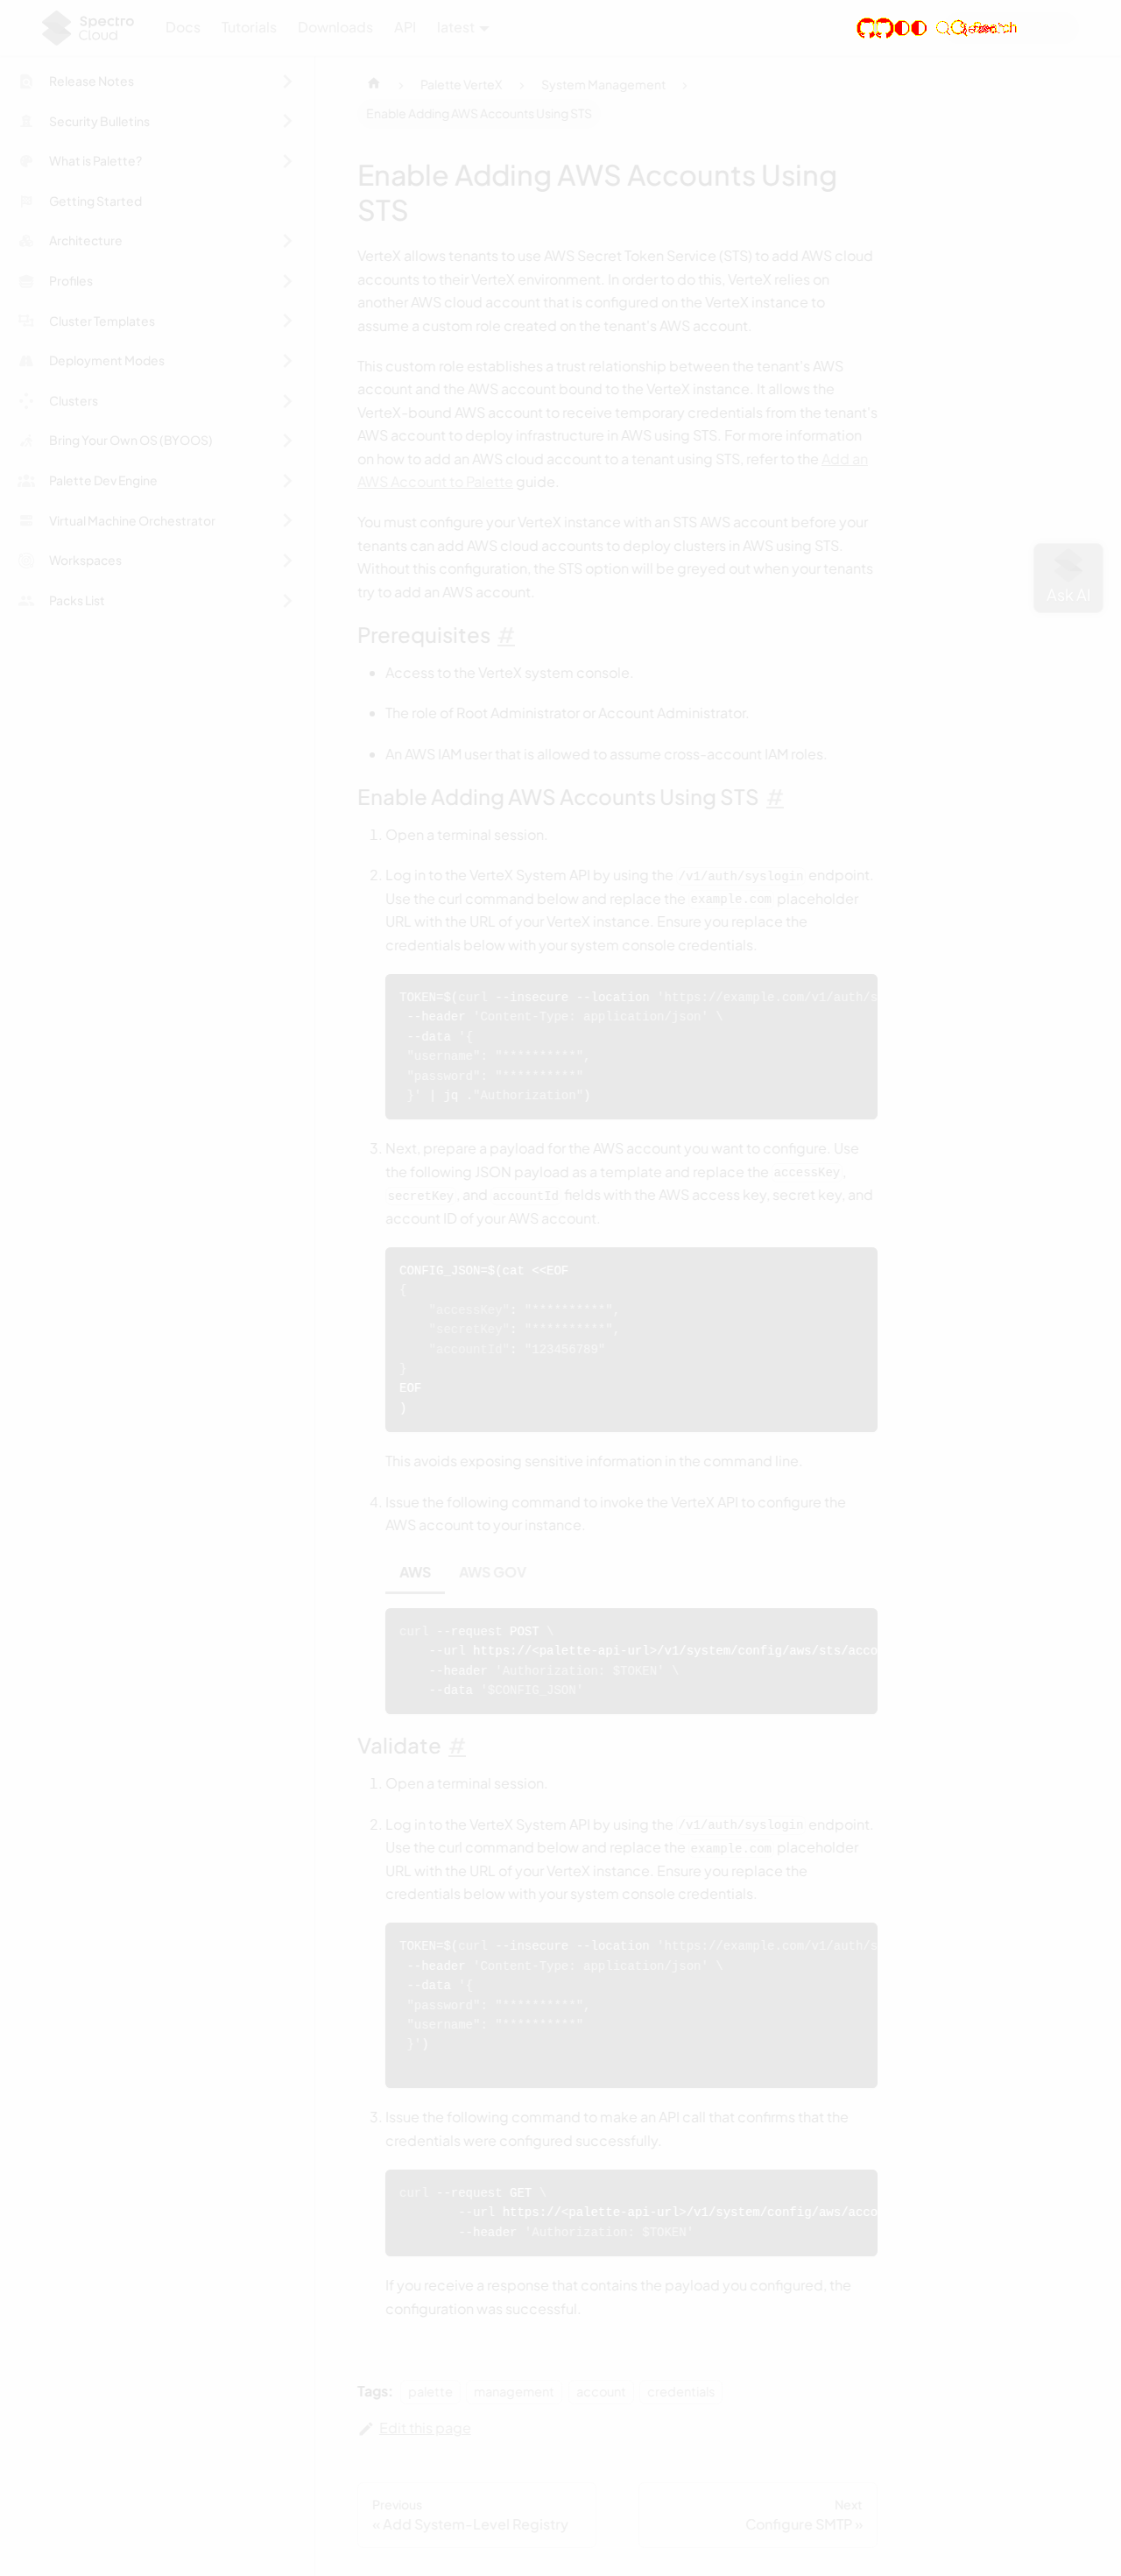 Spectro Cloud
Docs
Tutorials
Downloads
API
latest
Release Notes
Security Bulletins
What is Palette?
Getting Started
Architecture
Profiles
Cluster Templates
Deployment Modes
Clusters
Bring Your Own OS (BYOOS)
Palette Dev Engine
Virtual Machine Orchestrator
Workspaces
Packs List
Palette VerteX
System Management
Enable Adding AWS Accounts Using STS
Enable Adding AWS Accounts Using
STS
VerteX allows tenants to use AWS Secret Token Service (STS) to add AWS cloud
accounts to their VerteX environment. In order to do this, VerteX relies on
another AWS cloud account that is configured on the VerteX instance to
assume a custom role created on the tenant's AWS account.
This custom role establishes a trust relationship between the tenant's AWS
account and the AWS account bound to the VerteX instance. It allows the
VerteX-bound AWS account to receive temporary credentials from the tenant's
AWS account to deploy infrastructure in AWS using STS. For more information
on how to add an AWS cloud account to a tenant using STS, refer to the Add an
AWS Account to Palette guide.
You must configure your VerteX instance with an STS AWS account before your
tenants can add AWS cloud accounts to deploy clusters in AWS using STS.
Without this configuration, the STS option will be greyed out when your tenants
try to add an AWS account.
Ask AI
Prerequisites #
• Access to the VerteX system console.
• The role of Root Administrator or Account Administrator.
• An AWS IAM user that is allowed to assume cross-account IAM roles.
Enable Adding AWS Accounts Using STS #
1. Open a terminal session.
2. Log in to the VerteX System API by using the /v1/auth/syslogin endpoint.
Use the curl command below and replace the example.com placeholder
URL with the URL of your VerteX instance. Ensure you replace the
credentials below with your system console credentials.
TOKEN=$(curl --insecure --location 'https://example.com/v1/auth/s
--header 'Content-Type: application/json' \
--data '{
"username": "**********",
"password": "**********"
}' | jq ."Authorization")
3. Next, prepare a payload for the AWS account you want to configure. Use
the following JSON payload as a template and replace the accessKey,
secretKey, and accountId fields with the AWS access key, secret key, and
account ID of your AWS account.
CONFIG_JSON=$(cat <<EOF
{
"accessKey": "**********",
"secretKey": "**********",
"accountId": "123456789"
}
EOF
)
This avoids exposing sensitive information in the command line.
4. Issue the following command to invoke the VerteX API to configure the
AWS account to your instance.
AWS
AWS GOV
curl --request POST \
--url https://<palette-api-url>/v1/system/config/aws/sts/acco
--header 'Authorization: $TOKEN' \
--data '$CONFIG_JSON'
Validate #
1. Open a terminal session.
2. Log in to the VerteX System API by using the /v1/auth/syslogin endpoint.
Use the curl command below and replace the example.com placeholder
URL with the URL of your VerteX instance. Ensure you replace the
credentials below with your system console credentials.
TOKEN=$(curl --insecure --location 'https://example.com/v1/auth/s
--header 'Content-Type: application/json' \
--data '{
"password": "**********",
"username": "**********"
}')
3. Issue the following command to make an API call that confirms that the
credentials were configured successfully.
curl --request GET \
--url https://<palette-api-url>/v1/system/config/aws/acco
--header 'Authorization: $TOKEN'
If you receive a response that contains the payload you configured, the
configuration was successful.
Tags: palette management account credentials
Edit this page
Previous
« Add System-Level Registry
Next
Configure SMTP »